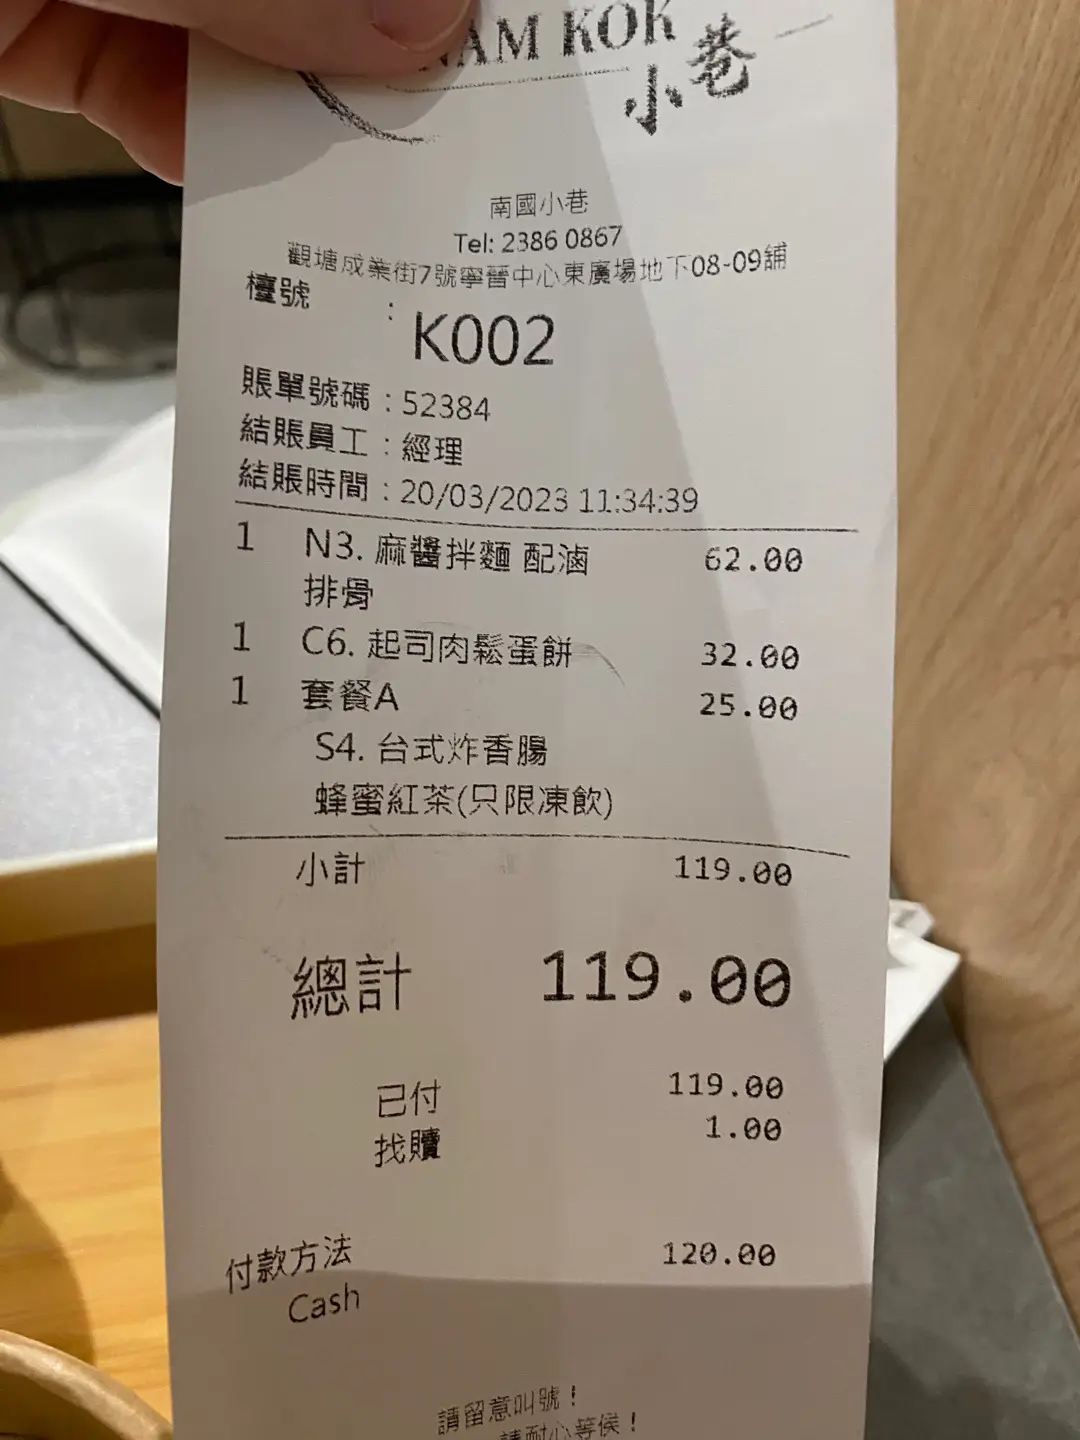 NAM KOK
小巷
南國小巷
Tel: 2386 0867
觀塘成業街7號寧晉中心東廣場地下08-09舖
檯號 : K002
賬單號碼 : 52384
結賬員工 : 經理
結賬時間 : 20/03/2023 11:34:39
1 N3. 麻醬拌麵 配滷 62.00
排骨
1 C6. 起司肉鬆蛋餅 32.00
1 套餐A 25.00
S4. 台式炸香腸
蜂蜜紅茶(只限凍飲)
小計 119.00
總計 119.00
已付 119.00
找贖 1.00
付款方法 120.00
Cash
請留意叫號！
請耐心等候！